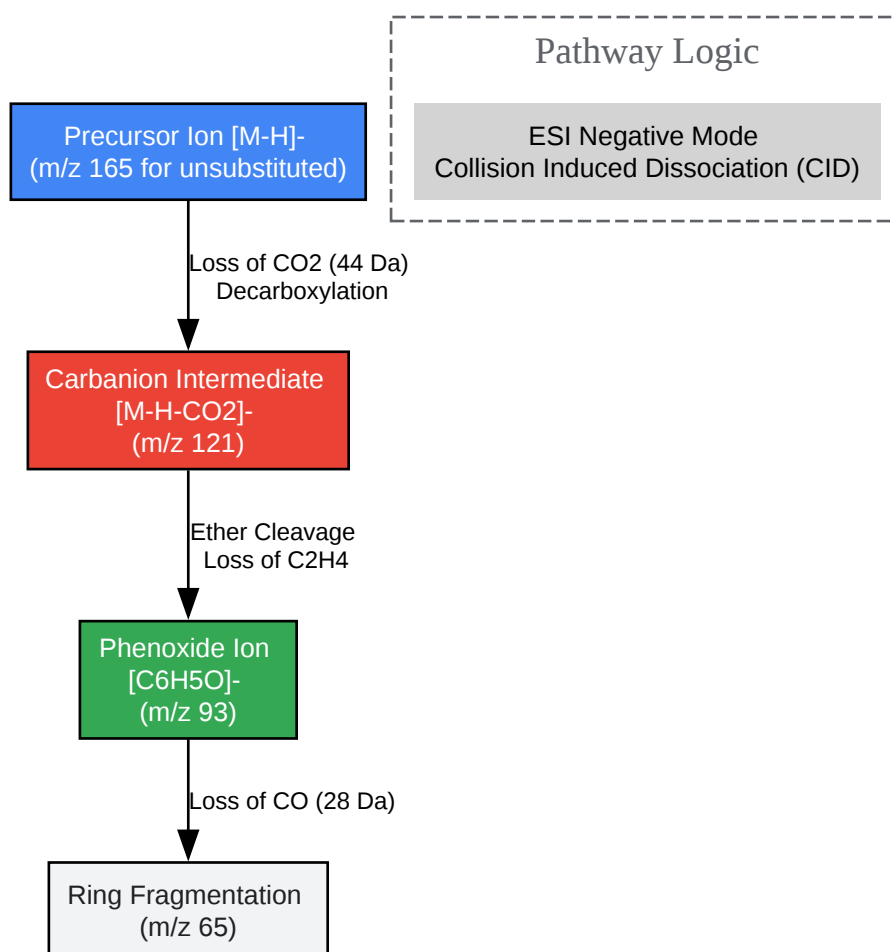 Pathway Logic
ESI Negative Mode
Collision Induced Dissociation (CID)
Precursor Ion [M-H]-
(m/z 165 for unsubstituted)
Loss of CO2 (44 Da)
Decarboxylation
Carbanion Intermediate
[M-H-CO2]-
(m/z 121)
Ether Cleavage
Loss of C2H4
Phenoxide Ion
[C6H5O]-
(m/z 93)
Loss of CO (28 Da)
Ring Fragmentation
(m/z 65)